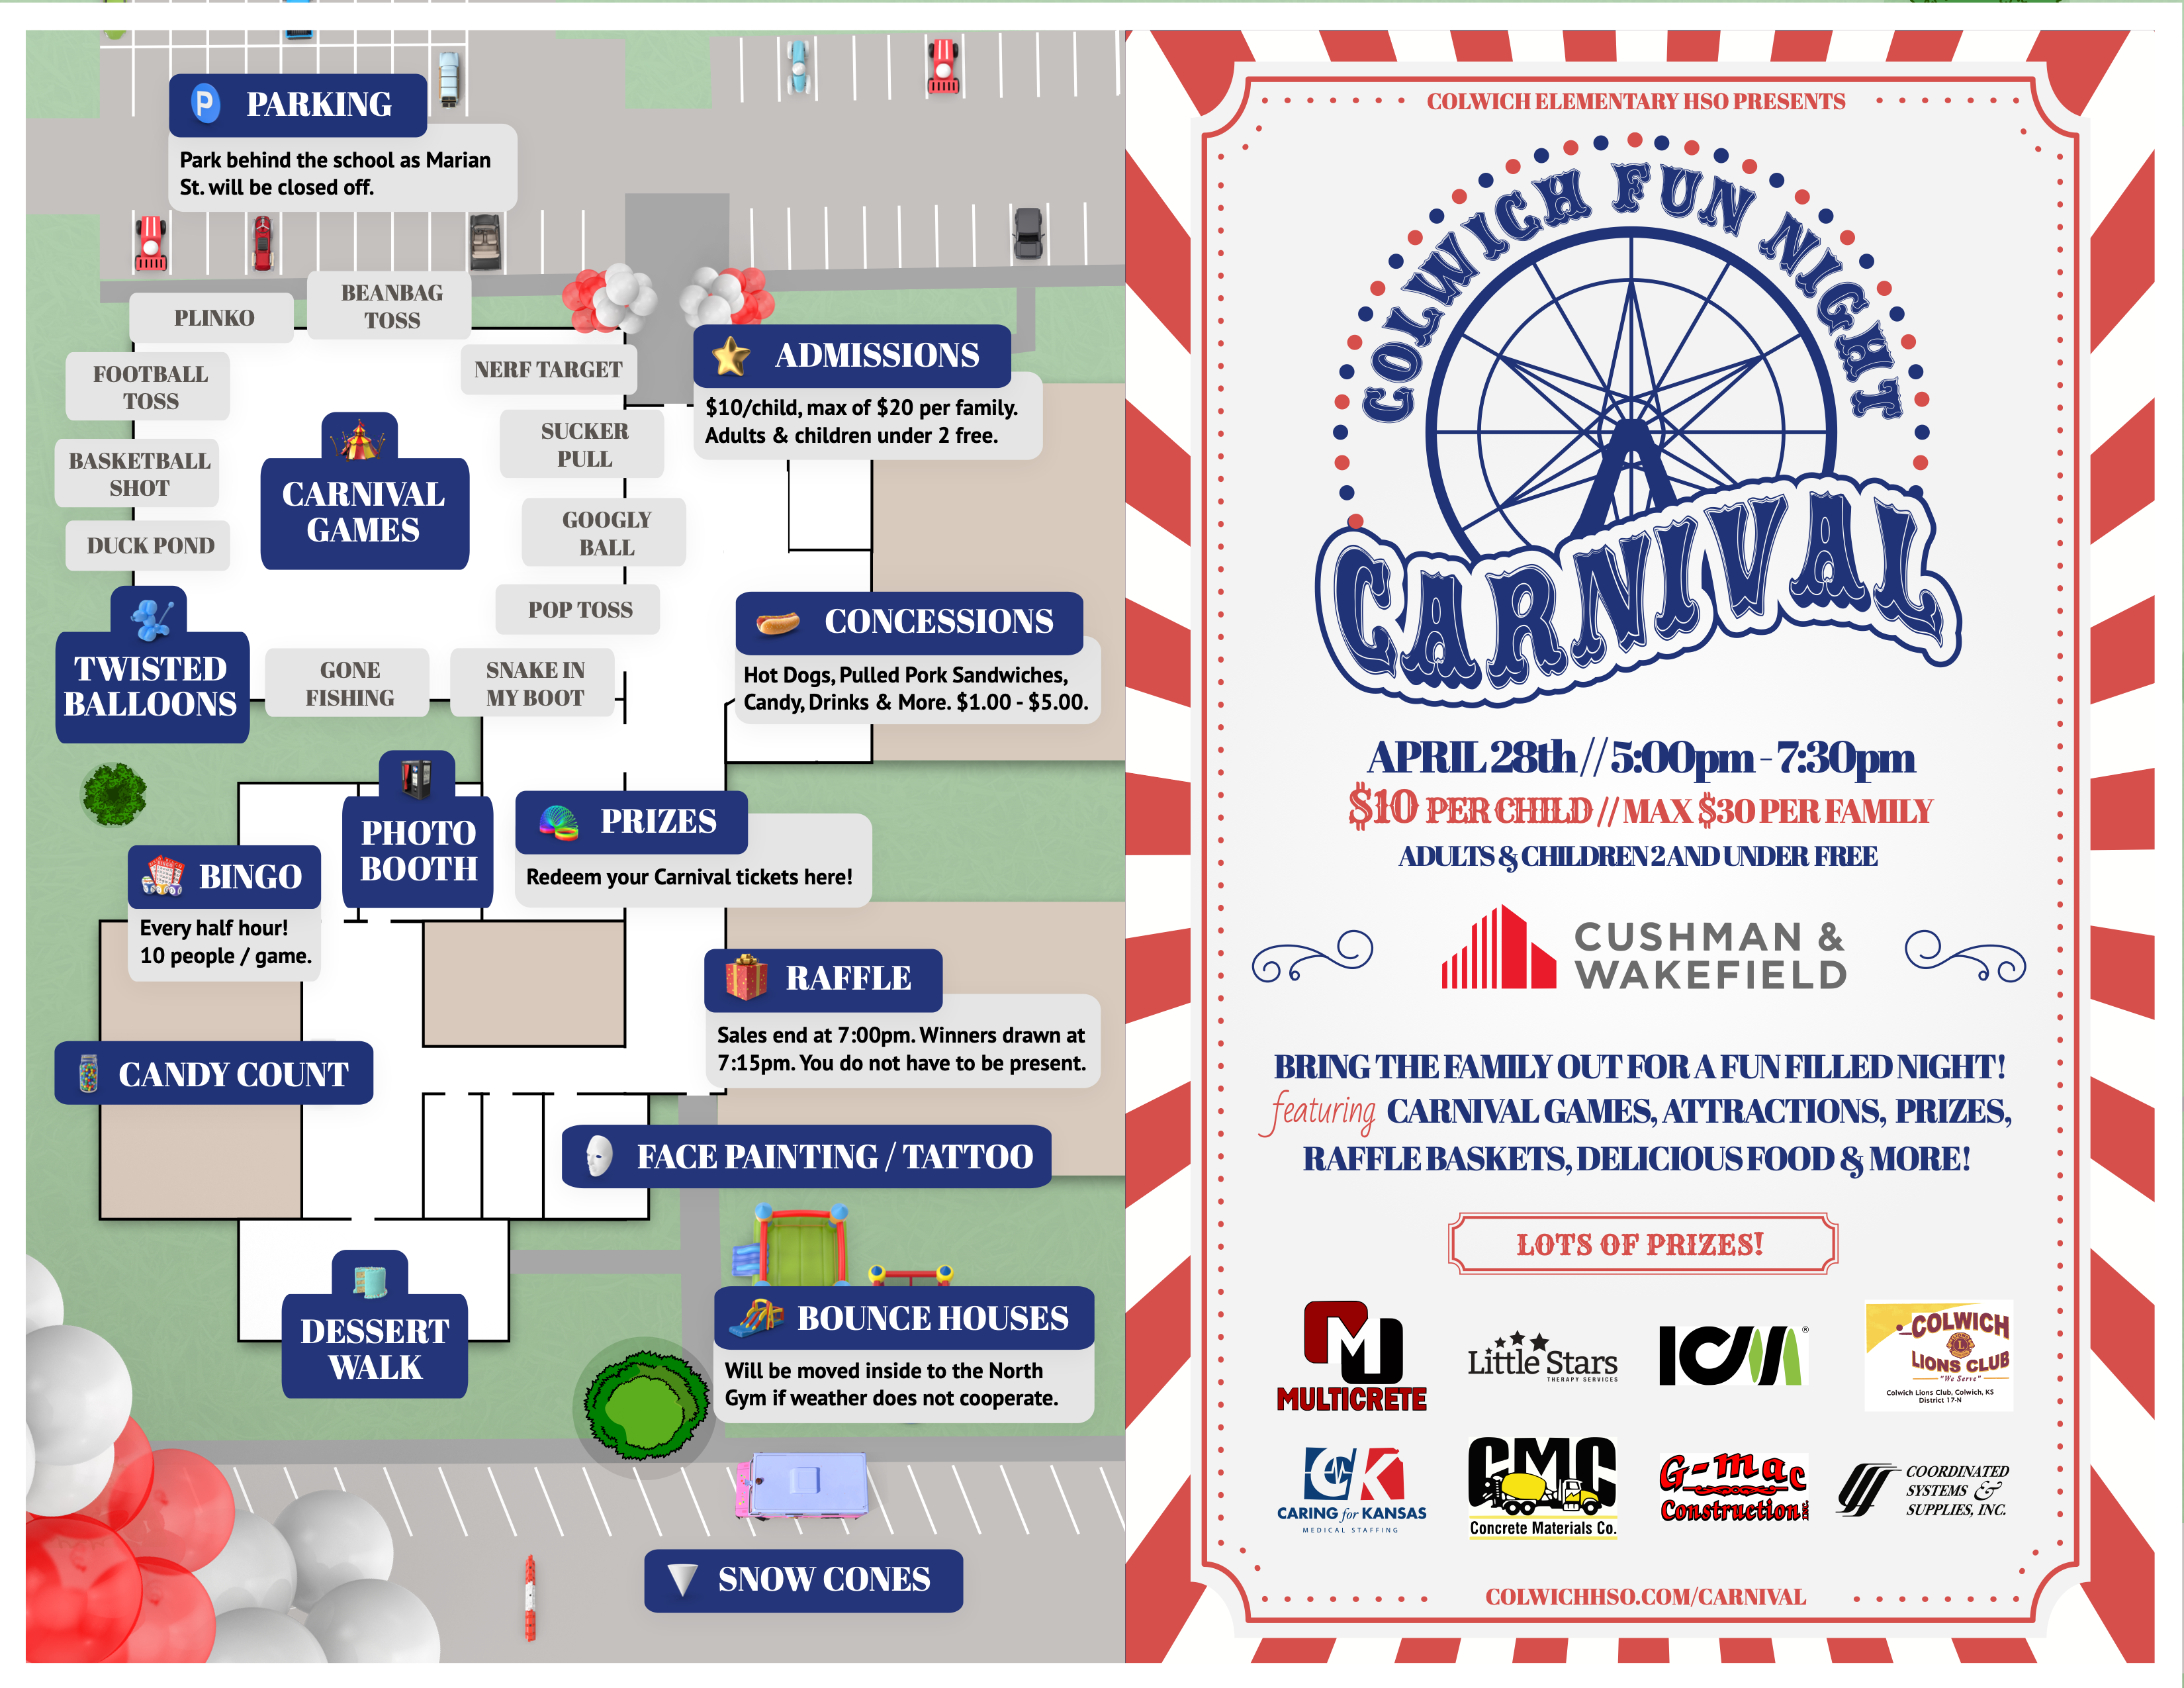 P PARKING
Park behind the school as Marian
St. will be closed off.
PLINKO
BEANBAG
TOSS
FOOTBALL
TOSS
NERF TARGET
BASKETBALL
SHOT
SUCKER
PULL
CARNIVAL
GAMES
DUCK POND
GOOGLY
BALL
POP TOSS
TWISTED
BALLOONS
GONE
FISHING
SNAKE IN
MY BOOT
ADMISSIONS
$10/child, max of $20 per family.
Adults & children under 2 free.
CONCESSIONS
Hot Dogs, Pulled Pork Sandwiches,
Candy, Drinks & More. $1.00 - $5.00.
PHOTO
BOOTH
PRIZES
Redeem your Carnival tickets here!
BINGO
Every half hour!
10 people / game.
RAFFLE
Sales end at 7:00pm. Winners drawn at
7:15pm. You do not have to be present.
CANDY COUNT
FACE PAINTING / TATTOO
DESSERT
WALK
BOUNCE HOUSES
Will be moved inside to the North
Gym if weather does not cooperate.
SNOW CONES
COLWICH ELEMENTARY HSO PRESENTS
COLWICH FUN NIGHT
CARNIVAL
APRIL 28th // 5:00pm - 7:30pm
$10 PER CHILD // MAX $30 PER FAMILY
ADULTS & CHILDREN 2 AND UNDER FREE
CUSHMAN &
WAKEFIELD
BRING THE FAMILY OUT FOR A FUN FILLED NIGHT!
featuring CARNIVAL GAMES, ATTRACTIONS, PRIZES,
RAFFLE BASKETS, DELICIOUS FOOD & MORE!
LOTS OF PRIZES!
M
MULTICRETE
Little Stars
THERAPY SERVICES
ICM®
COLWICH
LIONS CLUB
"We Serve"
Colwich Lions Club, Colwich, KS
District 17-N
CK
CARING for KANSAS
MEDICAL STAFFING
CMC
Concrete Materials Co.
G-mac
Construction
COORDINATED
SYSTEMS &
SUPPLIES, INC.
COLWICHHSO.COM/CARNIVAL